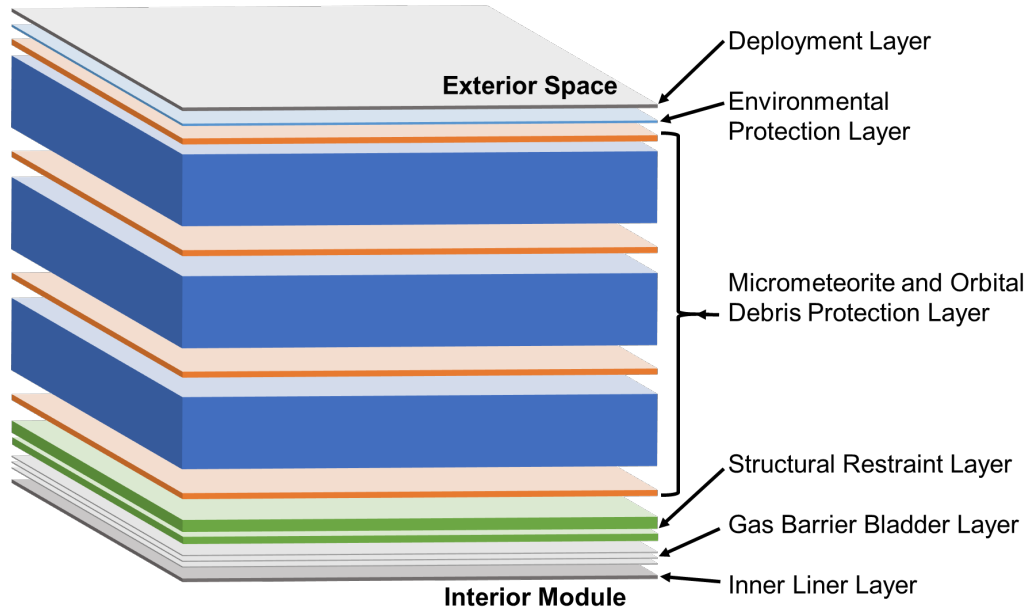 Deployment Layer
Exterior Space
Environmental
Protection Layer
Micrometeorite and Orbital
Debris Protection Layer
Structural Restraint Layer
Gas Barrier Bladder Layer
Inner Liner Layer
Interior Module